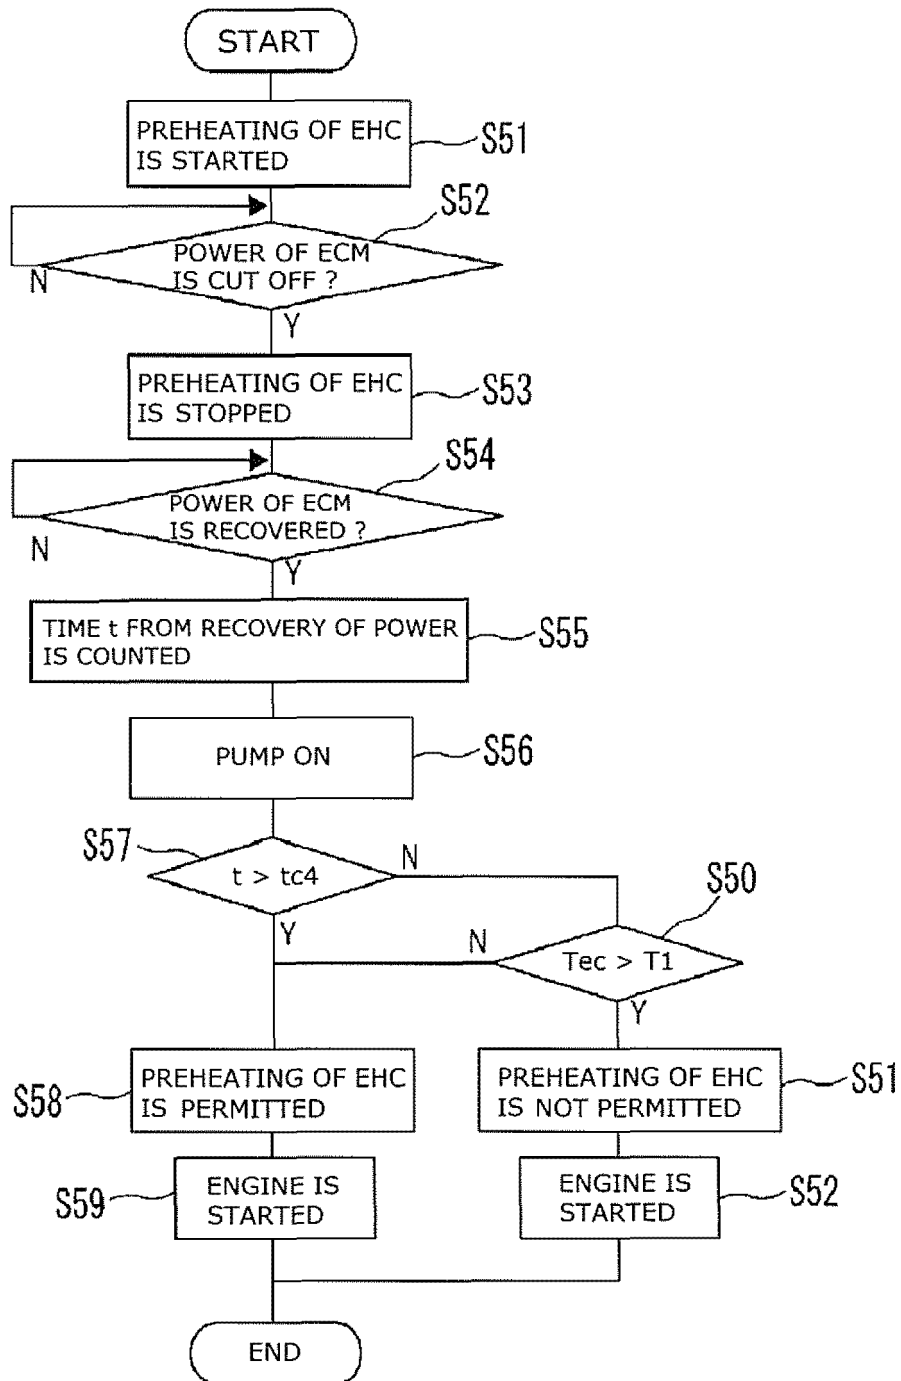 START
PREHEATING OF EHC
IS STARTED
S51
S52
POWER OF ECM
IS CUT OFF ?
N
Y
PREHEATING OF EHC
IS STOPPED
S53
S54
POWER OF ECM
IS RECOVERED ?
N
Y
TIME t FROM RECOVERY OF POWER
IS COUNTED
S55
PUMP ON
S56
S57
t > tc4
N
Y
S50
N
Tec > T1
Y
S58
PREHEATING OF EHC
IS PERMITTED
PREHEATING OF EHC
IS NOT PERMITTED
S51
S59
ENGINE IS
STARTED
ENGINE IS
STARTED
S52
END